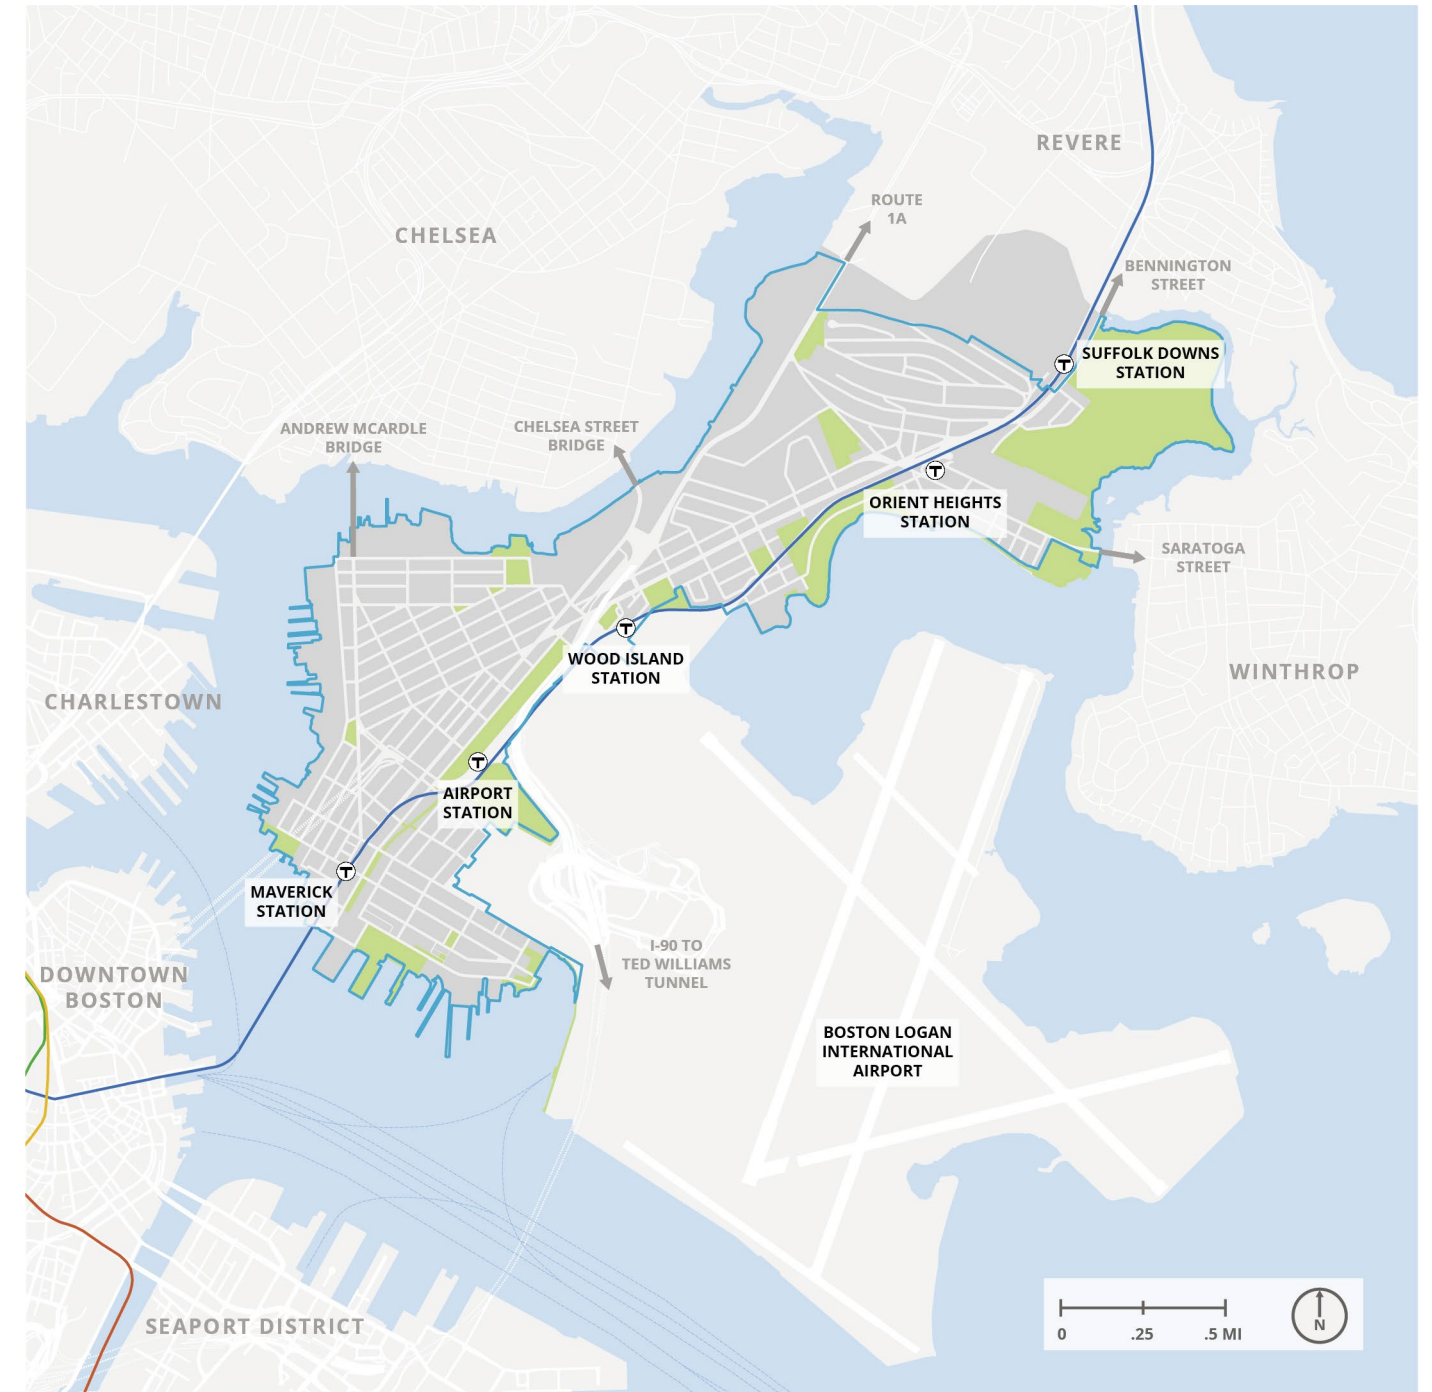 REVERE
ROUTE
1A
CHELSEA
BENNINGTON
STREET
SUFFOLK DOWNS
STATION
ANDREW MCARDLE
BRIDGE
CHELSEA STREET
BRIDGE
ORIENT HEIGHTS
STATION
SARATOGA
STREET
T
T
T
T
T
WOOD ISLAND
STATION
WINTHROP
CHARLESTOWN
AIRPORT
STATION
MAVERICK
STATION
I-90 TO
TED WILLIAMS
TUNNEL
DOWNTOWN
BOSTON
BOSTON LOGAN
INTERNATIONAL
AIRPORT
SEAPORT DISTRICT
0 .25 .5 MI
N